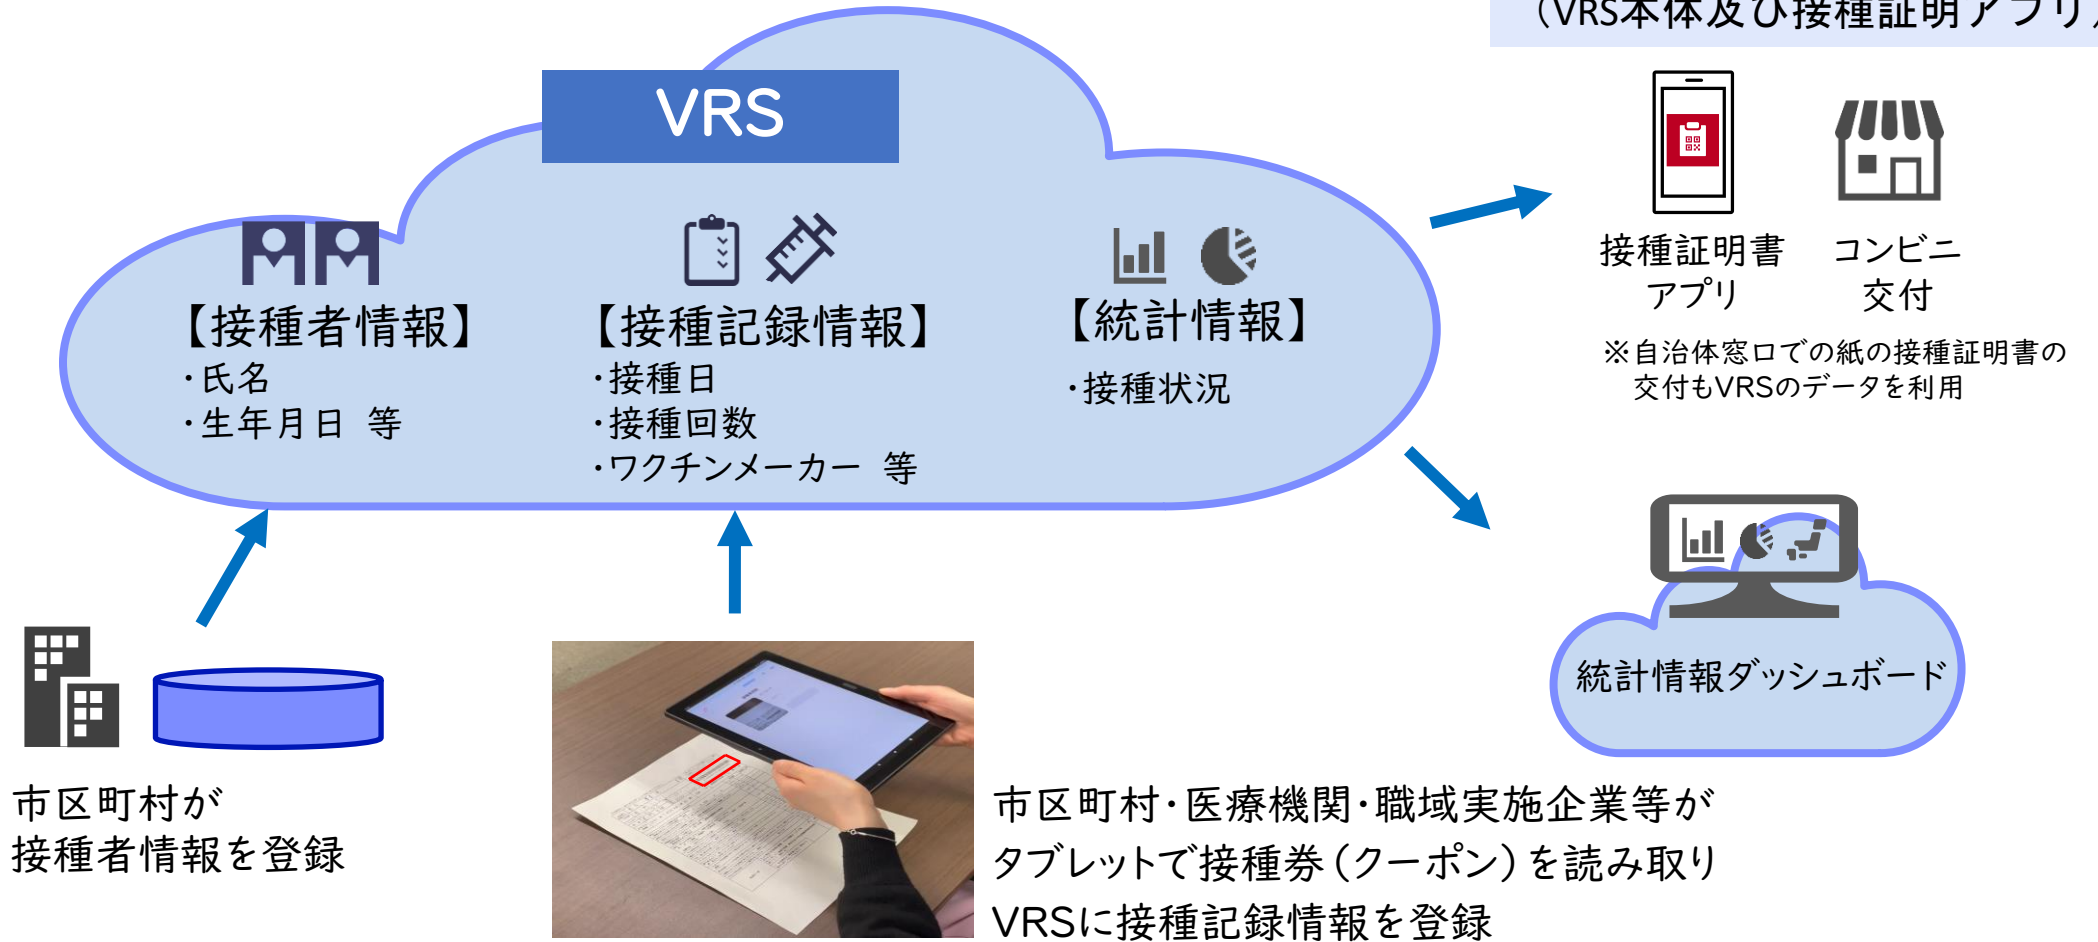 （VRS本体及び接種証明アプリ）
VRS
【接種者情報】
・氏名
・生年月日 等
【接種記録情報】
・接種日
・接種回数
・ワクチンメーカー 等
【統計情報】
・接種状況
接種証明書
アプリ
コンビニ
交付
※自治体窓口での紙の接種証明書の
交付もVRSのデータを利用
統計情報ダッシュボード
市区町村が
接種者情報を登録
市区町村・医療機関・職域実施企業等が
タブレットで接種券（クーポン）を読み取り
VRSに接種記録情報を登録